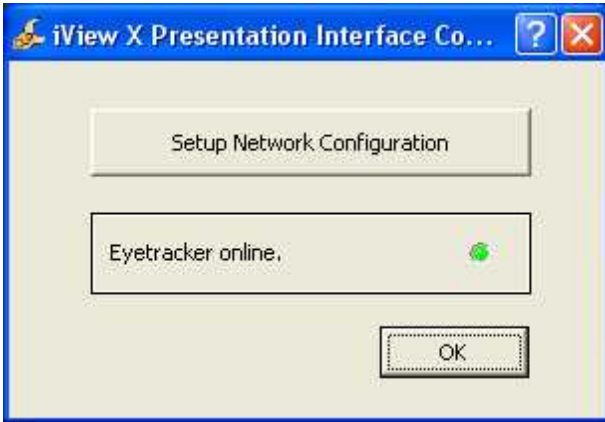 iView X Presentation Interface Co...
Setup Network Configuration
Eyetracker online.
OK